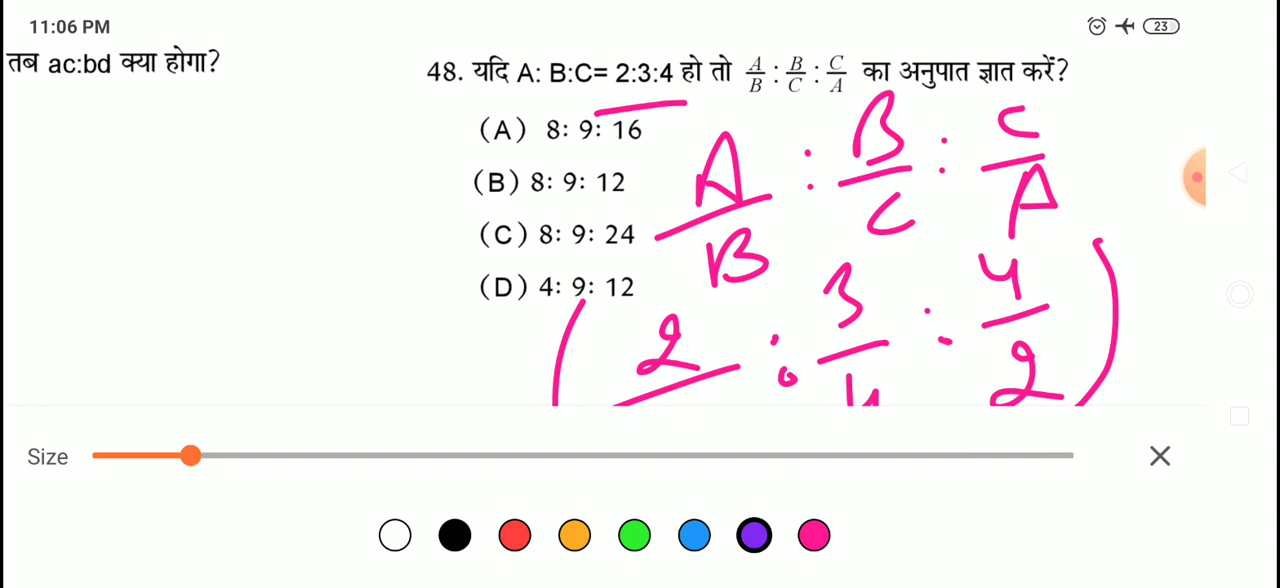 11:06 PM
23
तब ac:bd क्या होगा?
48. यदि A: B:C= 2:3:4 हो तो A/B : B/C : C/A का अनुपात ज्ञात करें?
(A) 8: 9: 16
(B) 8: 9: 12
(C) 8: 9: 24
(D) 4: 9: 12
A/B : B/C : C/A
( 2 : 3/4 : 4/2 )
Size